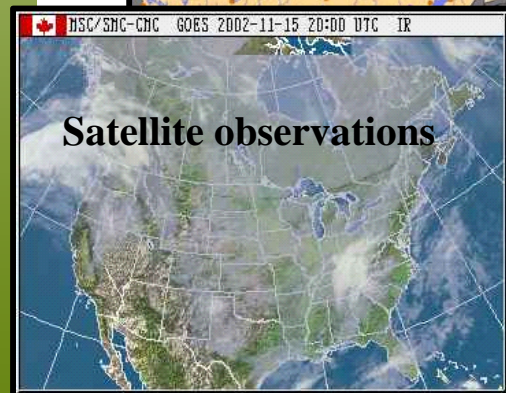 MSC/SMC-CMC GOES 2002-11-15 20:00 UTC IR
Satellite observations